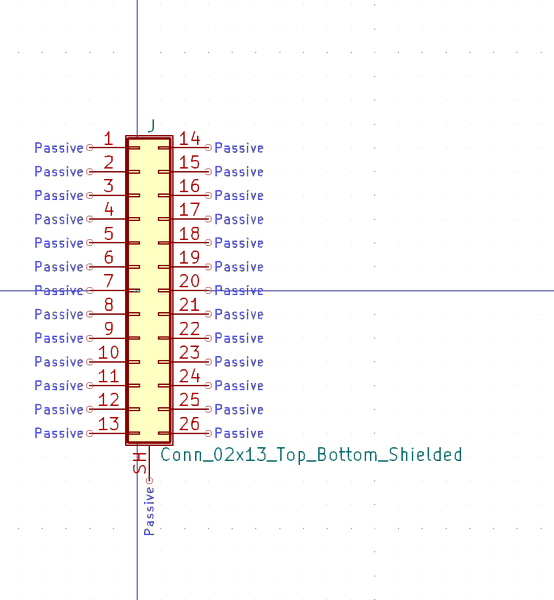 J
Passive 1 14 Passive
Passive 2 15 Passive
Passive 3 16 Passive
Passive 4 17 Passive
Passive 5 18 Passive
Passive 6 19 Passive
Passive 7 20 Passive
Passive 8 21 Passive
Passive 9 22 Passive
Passive 10 23 Passive
Passive 11 24 Passive
Passive 12 25 Passive
Passive 13 26 Passive
SH
Conn_02x13_Top_Bottom_Shielded
Passive